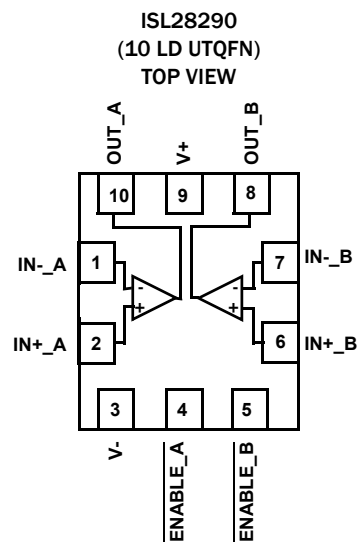 ISL28290
(10 LD UTQFN)
TOP VIEW
OUT_A
V+
OUT_B
10
9
8
IN-_A
1
-
+
IN+_A
2
7
IN-_B
-
+
6
IN+_B
3
4
5
V-
ENABLE_A
ENABLE_B